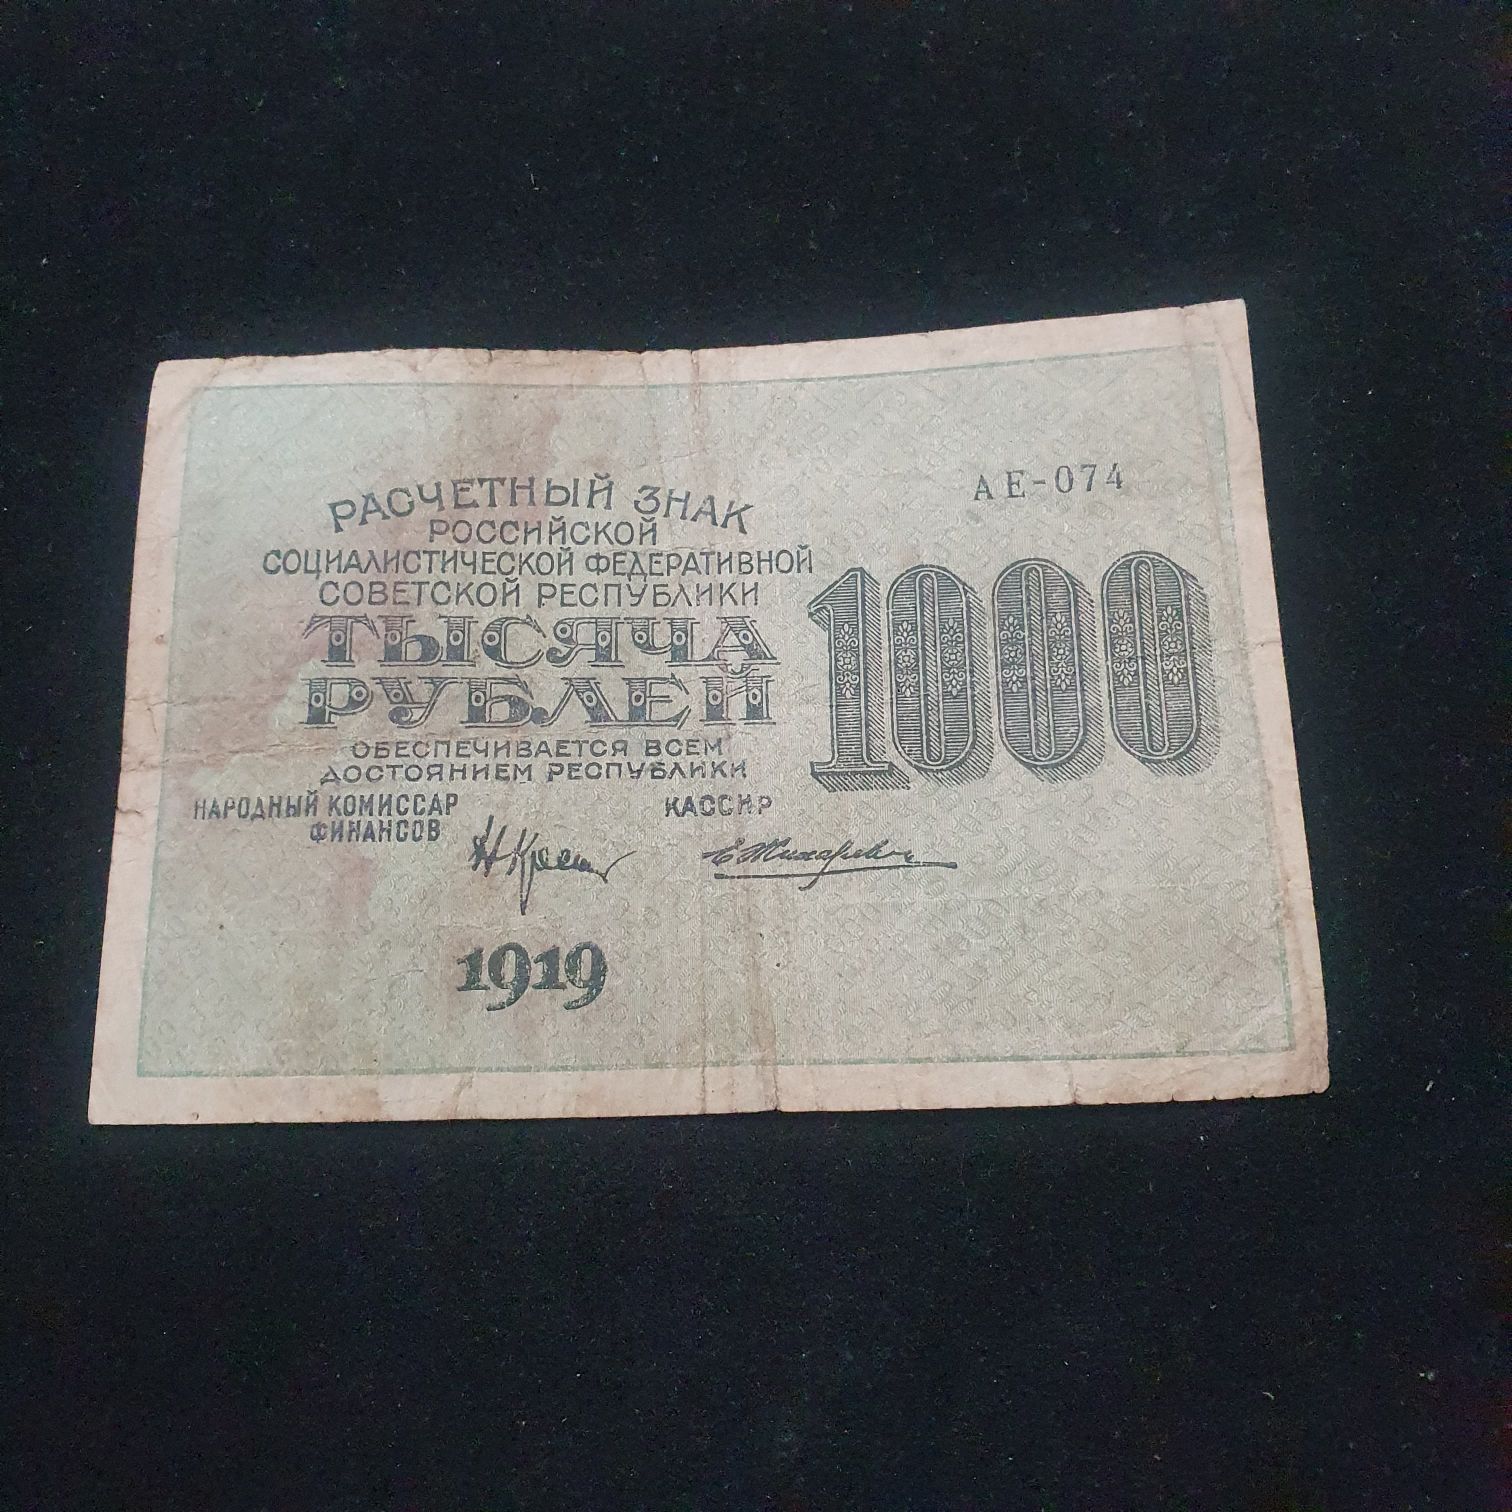 РАСЧЕТНЫЙ ЗНАК
РОССИЙСКОЙ
СОЦИАЛИСТИЧЕСКОЙ ФЕДЕРАТИВНОЙ
СОВЕТСКОЙ РЕСПУБЛИКИ
ТЫСЯЧА
РУБЛЕЙ
ОБЕСПЕЧИВАЕТСЯ ВСЕМ
ДОСТОЯНИЕМ РЕСПУБЛИКИ
НАРОДНЫЙ КОМИССАР
ФИНАНСОВ
КАССИР
1919
АЕ-074
1000